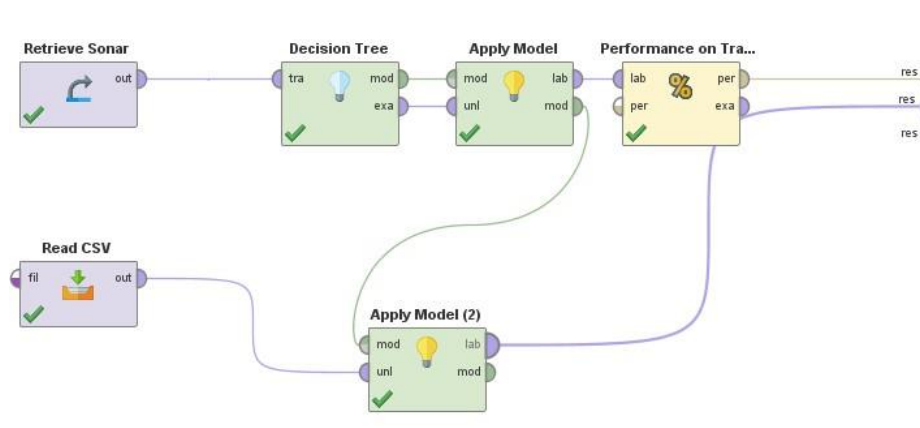 Retrieve Sonar
out
Decision Tree
tra
mod
exa
Apply Model
mod
lab
unl
mod
Performance on Tra...
%
lab
per
per
exa
res
res
res
Read CSV
fil
out
Apply Model (2)
mod
lab
unl
mod